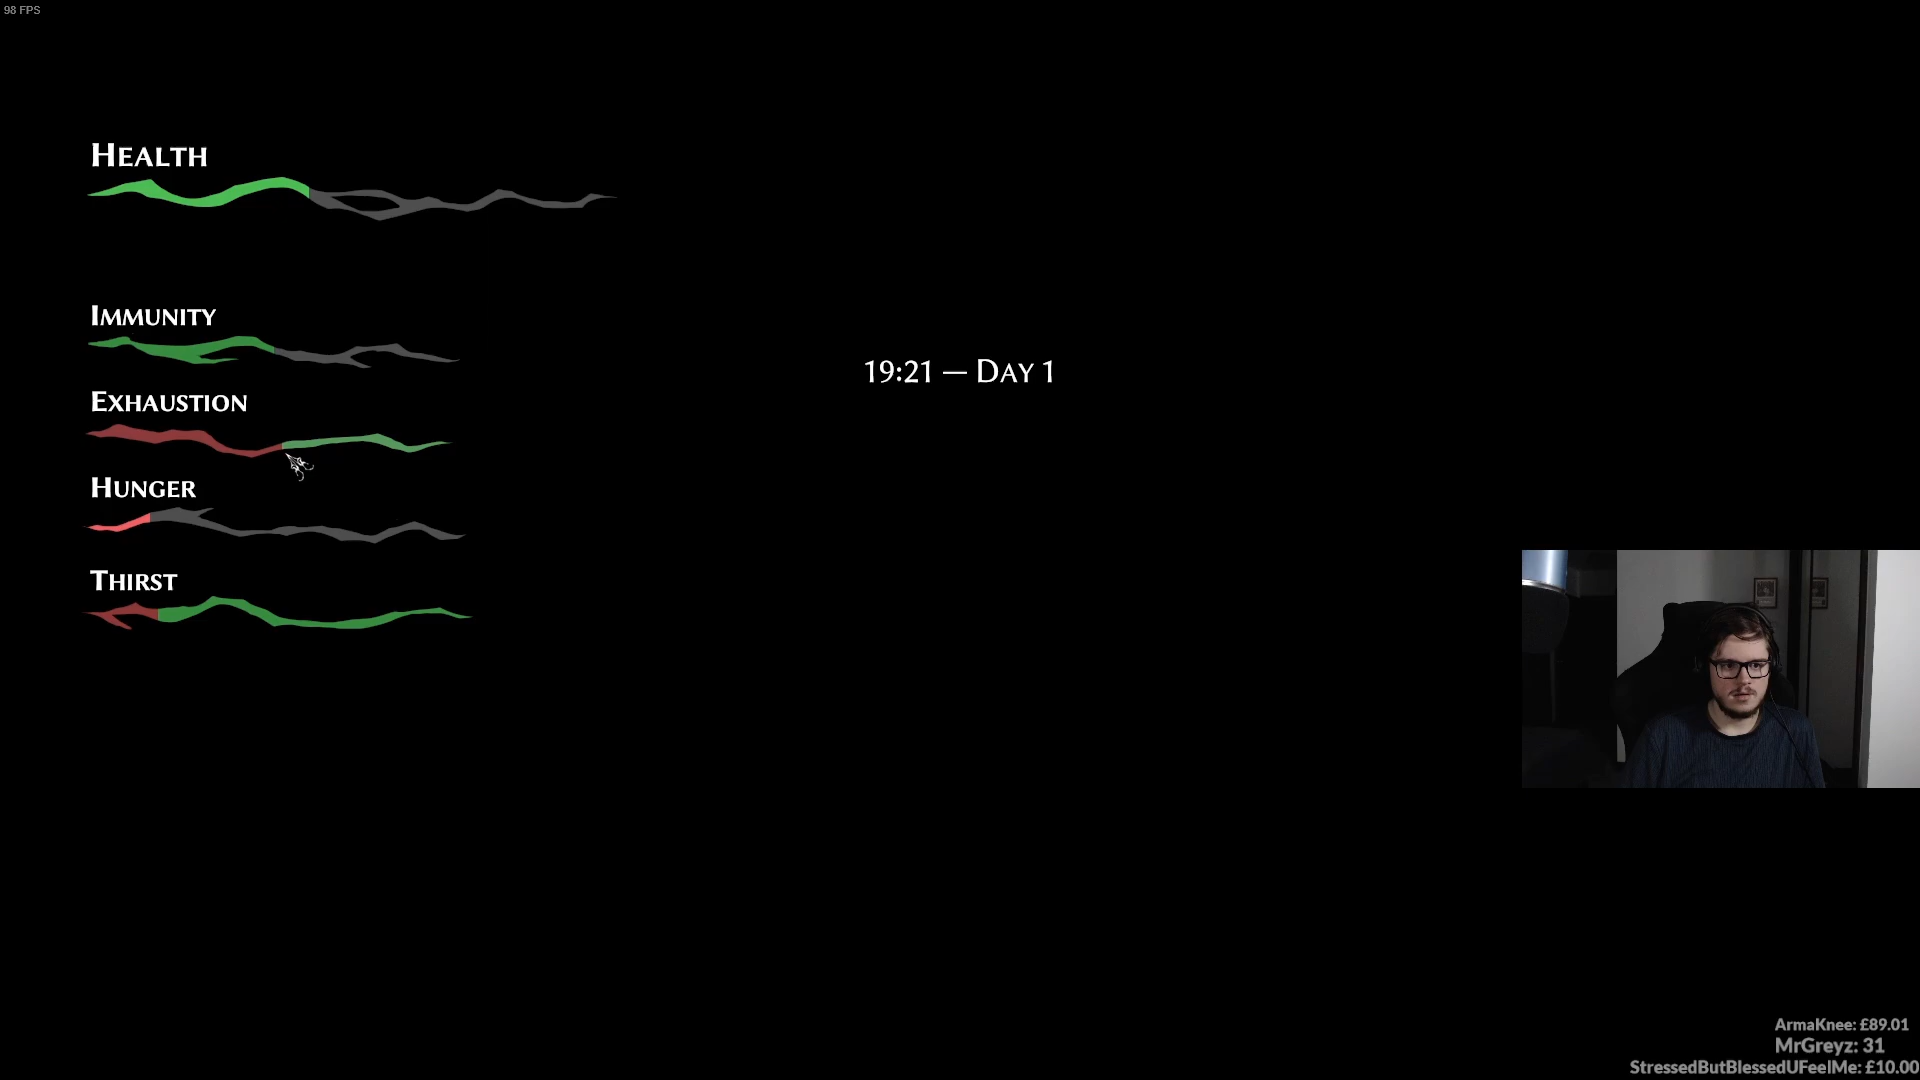 98 FPS
HEALTH
IMMUNITY
EXHAUSTION
HUNGER
THIRST
19:21 — DAY 1
ArmaKnee: £89.01
MrGreyz: 31
StressedButBlessedUFeelMe: £10.00